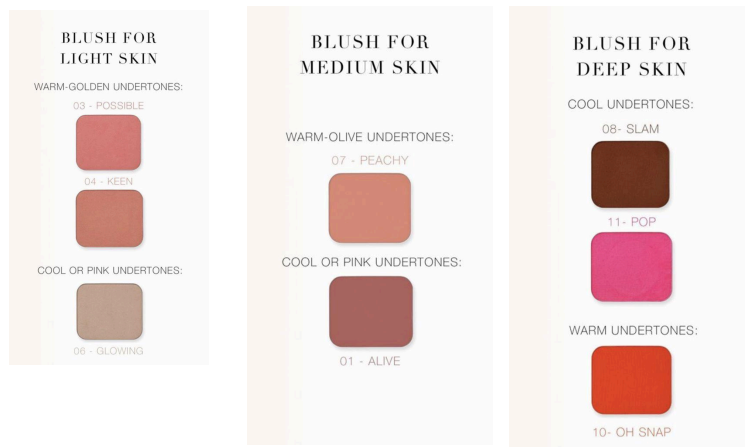 BLUSH FOR
LIGHT SKIN
WARM-GOLDEN UNDERTONES:
03 - POSSIBLE
04 - KEEN
COOL OR PINK UNDERTONES:
06 - GLOWING
BLUSH FOR
MEDIUM SKIN
WARM-OLIVE UNDERTONES:
07 - PEACHY
COOL OR PINK UNDERTONES:
01 - ALIVE
BLUSH FOR
DEEP SKIN
COOL UNDERTONES:
08- SLAM
11- POP
WARM UNDERTONES:
10- OH SNAP